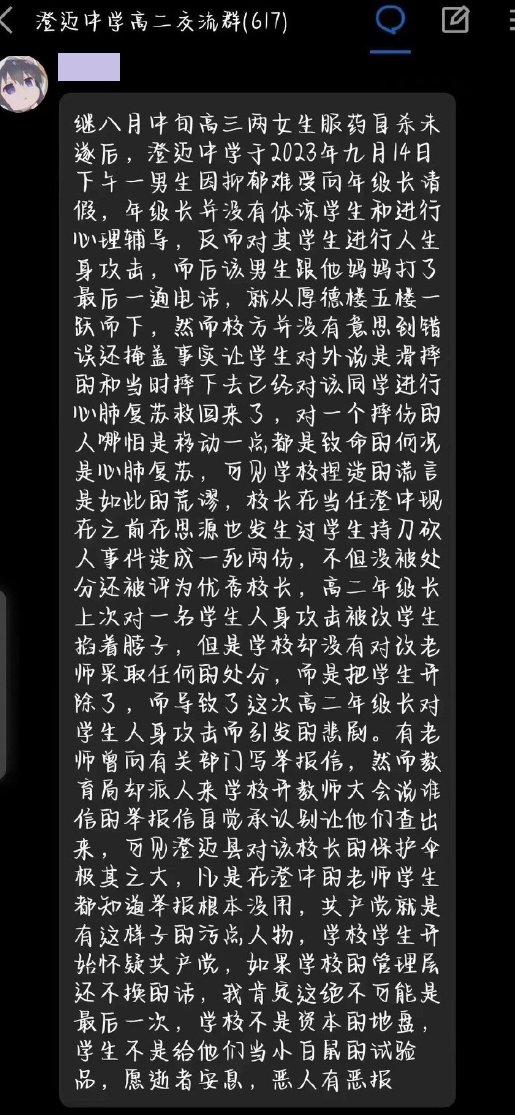 澄迈中学高二交流群(617)
继八月中旬高三两女生服药自杀未
遂后，澄迈中学于2023年九月14日
下午一男生因抑郁难受向年级长请
假，年级长并没有体谅学生和进行
心理辅导，反而对其学生进行人生
身攻击，而后该男生跟他妈妈打了
最后一通电话，就从厚德楼五楼一
跃而下，然而校方并没有意思到错
误还掩盖事实让学生对外说是滑摔
的和当时摔下去已经对该同学进行
心肺复苏救回来了，对一个摔伤的
人哪怕是移动一点都是致命的何况
是心肺复苏，可见学校捏造的谎言
是如此的荒谬，校长在当任澄中现
在之前在思源也发生过学生持刀砍
人事件造成一死两伤，不但没被处
分还被评为优秀校长，高二年级长
上次对一名学生人身攻击被改学生
掐着脖子，但是学校却没有对改老
师采取任何的处分，而是把学生开
除了，而导致了这次高二年级长对
学生人身攻击而引发的悲剧。有老
师曾向有关部门写举报信，然而教
育局却派人来学校开教师大会说谁
信的举报信自觉承认别让他们查出
来，可见澄迈县对该校长的保护伞
极其之大，凡是在澄中的老师学生
都知道举报根本没用，共产党就是
有这样子的污点人物，学校学生开
始怀疑共产党，如果学校的管理层
还不换的话，我肯定这绝不可能是
最后一次，学校不是资本的地盘，
学生不是给他们当小白鼠的试验
品，愿逝者安息，恶人有恶报